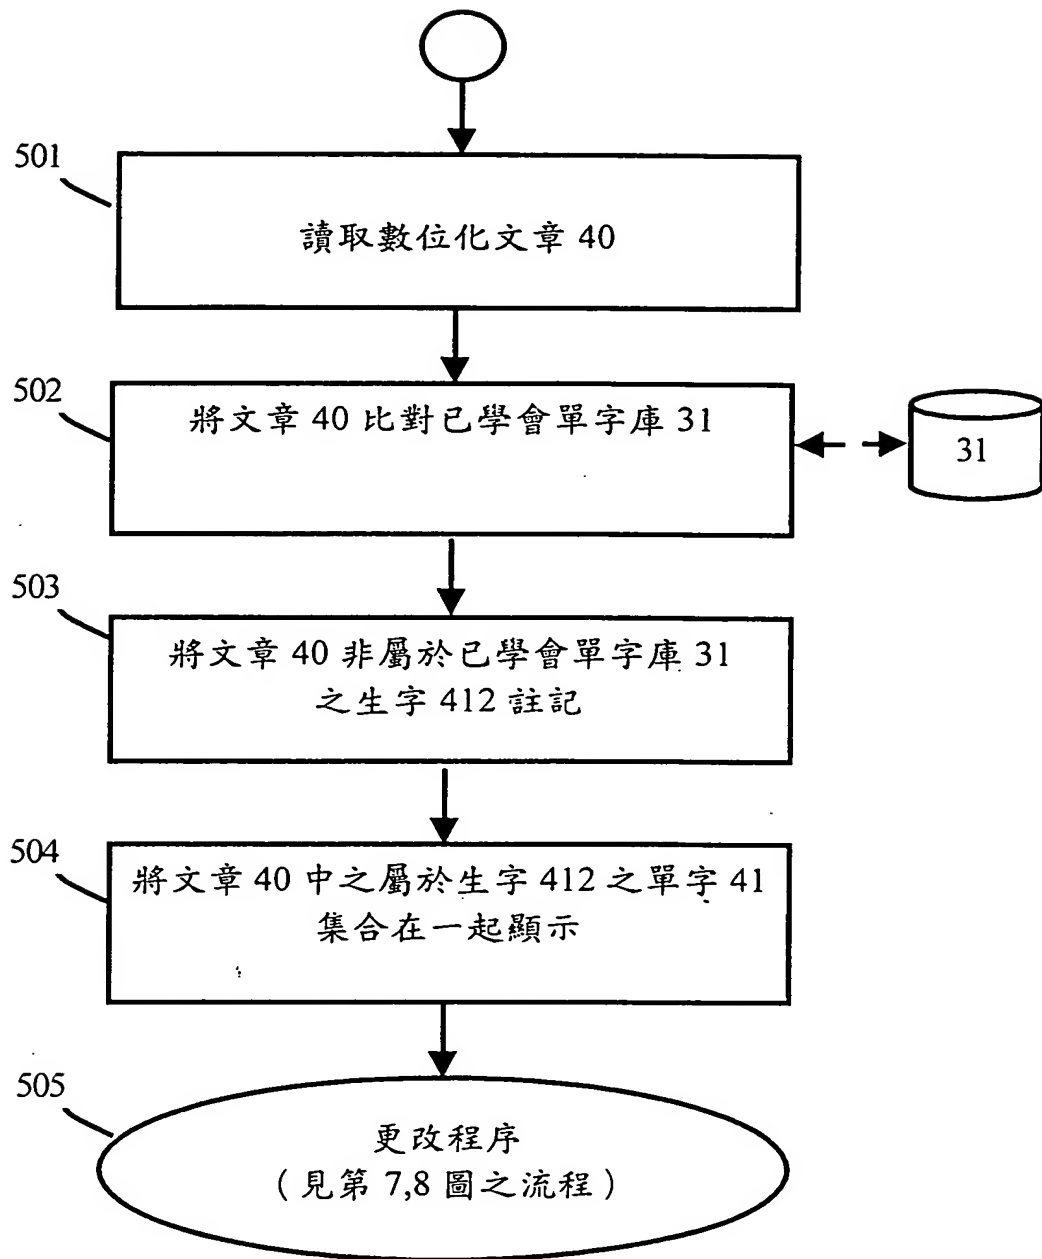 501
讀取數位化文章 40
502
將文章 40 比對已學會單字庫 31
31
503
將文章 40 非屬於已學會單字庫 31
之生字 412 註記
504
將文章 40 中之屬於生字 412 之單字 41
集合在一起顯示
505
更改程序
（見第 7,8 圖之流程）